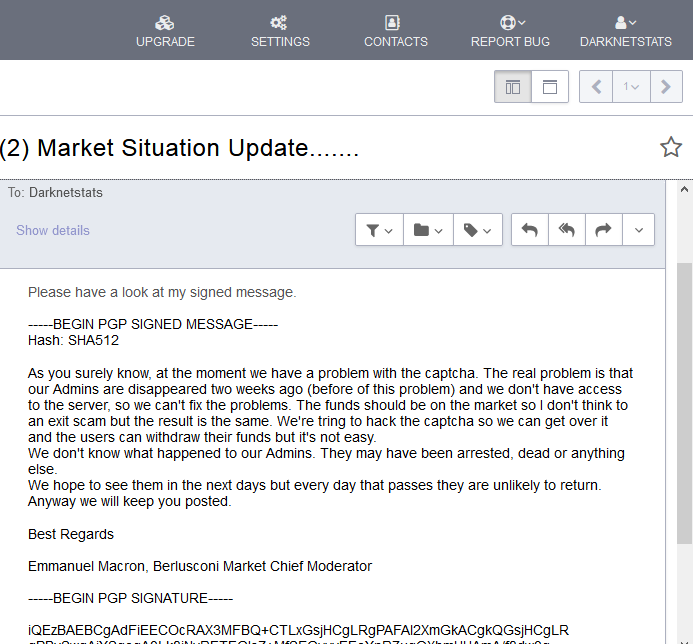 UPGRADE SETTINGS CONTACTS REPORT BUG DARKNETSTATS
1
(2) Market Situation Update.......
To: Darknetstats
Show details
Please have a look at my signed message.
-----BEGIN PGP SIGNED MESSAGE-----
Hash: SHA512
As you surely know, at the moment we have a problem with the captcha. The real problem is that
our Admins are disappeared two weeks ago (before of this problem) and we don't have access
to the server, so we can't fix the problems. The funds should be on the market so I don't think to
an exit scam but the result is the same. We're tring to hack the captcha so we can get over it
and the users can withdraw their funds but it's not easy.
We don't know what happened to our Admins. They may have been arrested, dead or anything
else.
We hope to see them in the next days but every day that passes they are unlikely to return.
Anyway we will keep you posted.
Best Regards
Emmanuel Macron, Berlusconi Market Chief Moderator
-----BEGIN PGP SIGNATURE-----
iQEzBAEBCgAdFiEECOcRAX3MFBQ+CTLxGsjHCgLRgPAFAl2XmGkACgkQGsjHCgLR